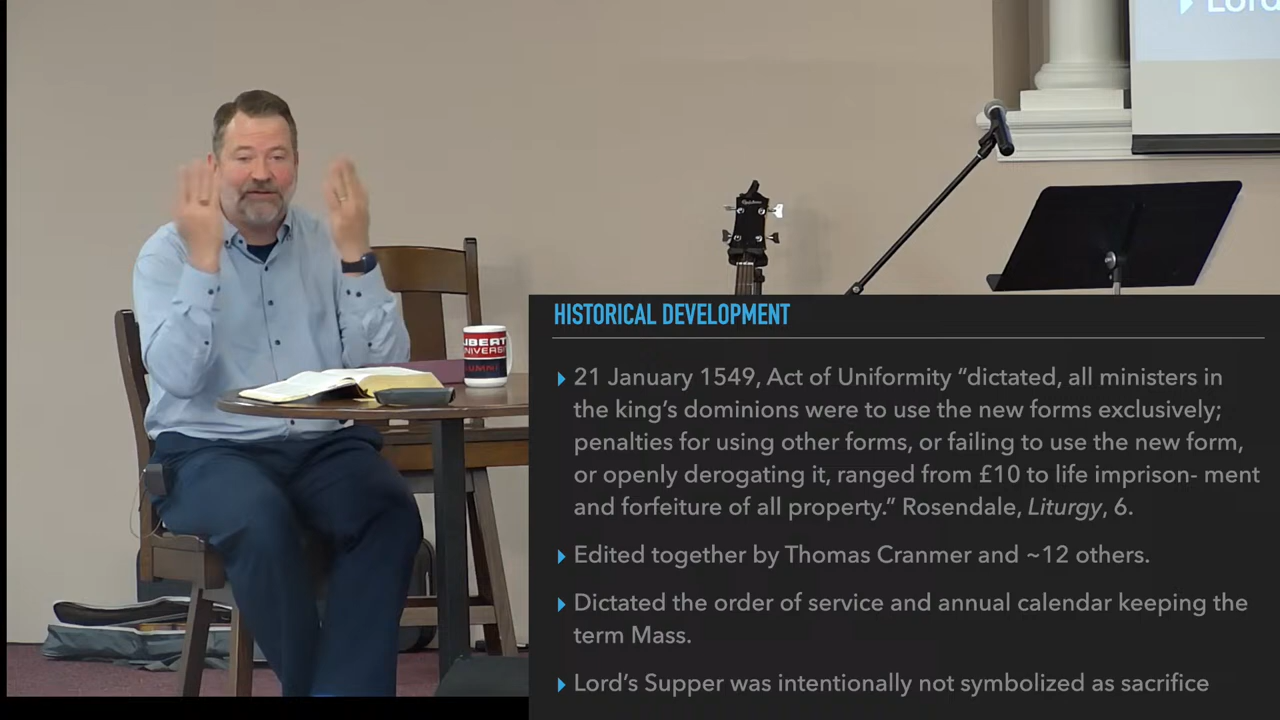 Lord
UBERT
UNIVERS
ALUMNI
HISTORICAL DEVELOPMENT
21 January 1549, Act of Uniformity “dictated, all ministers in
the king’s dominions were to use the new forms exclusively;
penalties for using other forms, or failing to use the new form,
or openly derogating it, ranged from £10 to life imprison- ment
and forfeiture of all property.” Rosendale, Liturgy, 6.
Edited together by Thomas Cranmer and ~12 others.
Dictated the order of service and annual calendar keeping the
term Mass.
Lord’s Supper was intentionally not symbolized as sacrifice